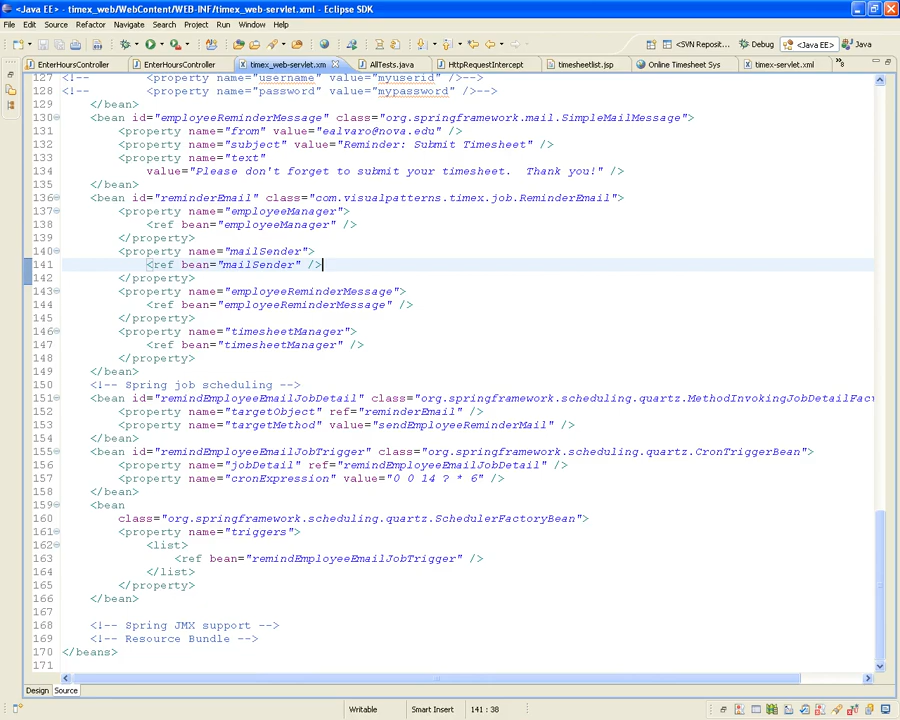 <Java EE> - timex_web/WebContent/WEB-INF/timex_web-servlet.xml - Eclipse SDK
File Edit Source Refactor Navigate Search Project Run Window Help
SVN Reposit... Debug <Java EE> Java
EnterHoursController EnterHoursController timex_web-servlet.xm AllTests.java HttpRequestIntercept timesheetlist.jsp Online Timesheet Sys timex-servlet.xml
127 <!-- <property name="username" value="myuserid" />-->
128 <!-- <property name="password" value="mypassword" />-->
129 </bean>
130 <bean id="employeeReminderMessage" class="org.springframework.mail.SimpleMailMessage">
131 <property name="from" value="ealvaro@nova.edu" />
132 <property name="subject" value="Reminder: Submit Timesheet" />
133 <property name="text"
134 value="Please don't forget to submit your timesheet. Thank you!" />
135 </bean>
136 <bean id="reminderEmail" class="com.visualpatterns.timex.job.ReminderEmail">
137 <property name="employeeManager">
138 <ref bean="employeeManager" />
139 </property>
140 <property name="mailSender">
141 <ref bean="mailSender" />
142 </property>
143 <property name="employeeReminderMessage">
144 <ref bean="employeeReminderMessage" />
145 </property>
146 <property name="timesheetManager">
147 <ref bean="timesheetManager" />
148 </property>
149 </bean>
150 <!-- Spring job scheduling -->
151 <bean id="remindEmployeeEmailJobDetail" class="org.springframework.scheduling.quartz.MethodInvokingJobDetailFact
152 <property name="targetObject" ref="reminderEmail" />
153 <property name="targetMethod" value="sendEmployeeReminderMail" />
154 </bean>
155 <bean id="remindEmployeeEmailJobTrigger" class="org.springframework.scheduling.quartz.CronTriggerBean">
156 <property name="jobDetail" ref="remindEmployeeEmailJobDetail" />
157 <property name="cronExpression" value="0 0 14 ? * 6" />
158 </bean>
159 <bean
160 class="org.springframework.scheduling.quartz.SchedulerFactoryBean">
161 <property name="triggers">
162 <list>
163 <ref bean="remindEmployeeEmailJobTrigger" />
164 </list>
165 </property>
166 </bean>
167
168 <!-- Spring JMX support -->
169 <!-- Resource Bundle -->
170 </beans>
171
Design Source
Writable Smart Insert 141 : 38